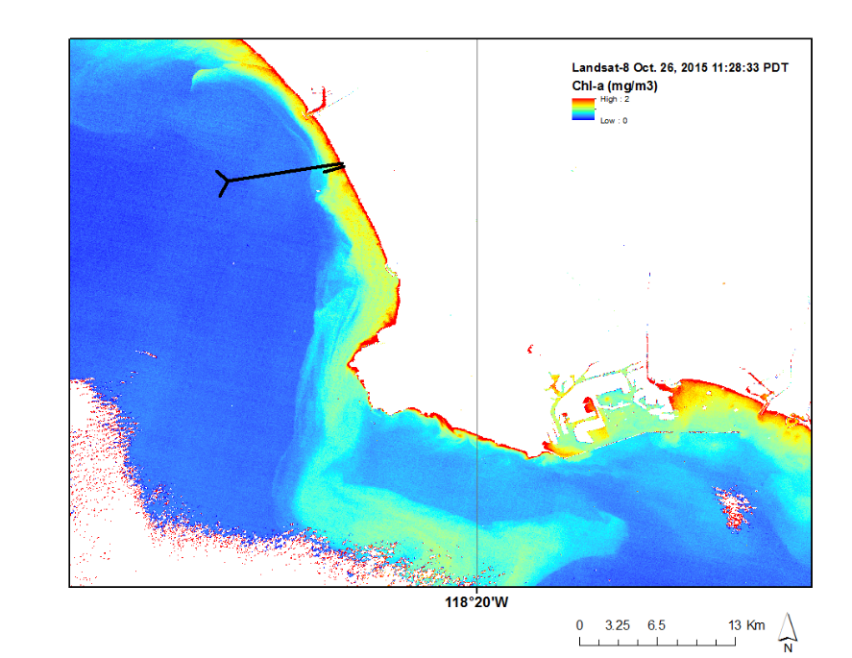 Landsat-8 Oct. 26, 2015 11:28:33 PDT
Chl-a (mg/m3)
High : 2
Low : 0
118°20'W
0 3.25 6.5 13 Km
N